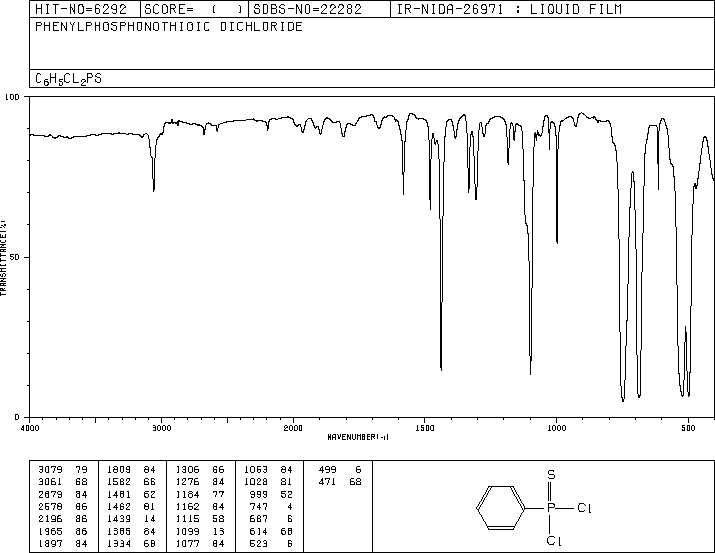 HIT-NO=6292 SCORE= ( ) SDBS-NO=22282 IR-NIDA-26971 : LIQUID FILM
PHENYLPHOSPHONOTHIOIC DICHLORIDE
C6H5CL2PS
100
50
0
TRANSMITTANCE(%)
4000 3000 2000 1500 1000 500
WAVENUMBER(-1)
3079 79 1809 84 1306 66 1063 84 499 6
3061 68 1582 66 1276 84 1028 81 471 68
2679 84 1481 62 1184 77 999 52
2578 86 1462 81 1162 84 747 4
2196 86 1439 14 1115 58 687 6
1965 86 1385 84 1099 13 614 68
1897 84 1334 68 1077 84 523 6
S
P
Cl
Cl